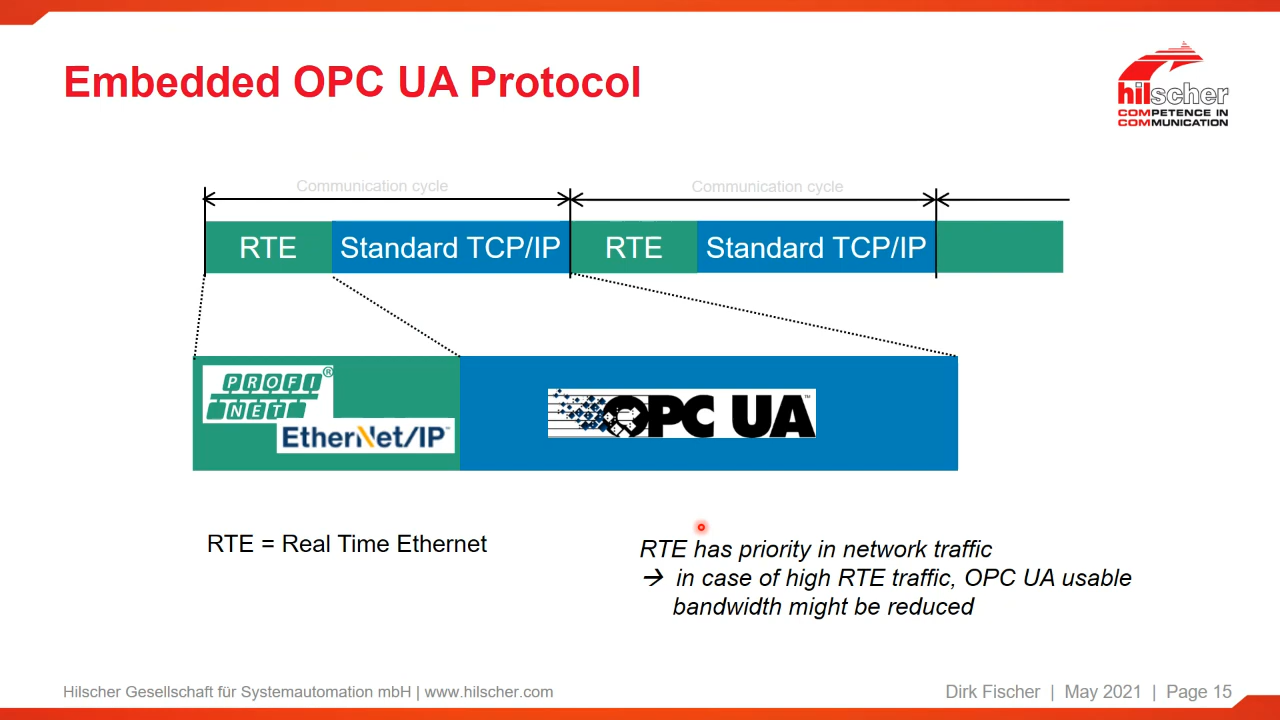 Embedded OPC UA Protocol
hilscher
COMPETENCE IN
COMMUNICATION
Communication cycle
Communication cycle
RTE
Standard TCP/IP
RTE
Standard TCP/IP
PROFI®
NET
EtherNet/IP™
OPC UA™
RTE = Real Time Ethernet
RTE has priority in network traffic
→ in case of high RTE traffic, OPC UA usable
bandwidth might be reduced
Hilscher Gesellschaft für Systemautomation mbH | www.hilscher.com
Dirk Fischer | May 2021 | Page 15